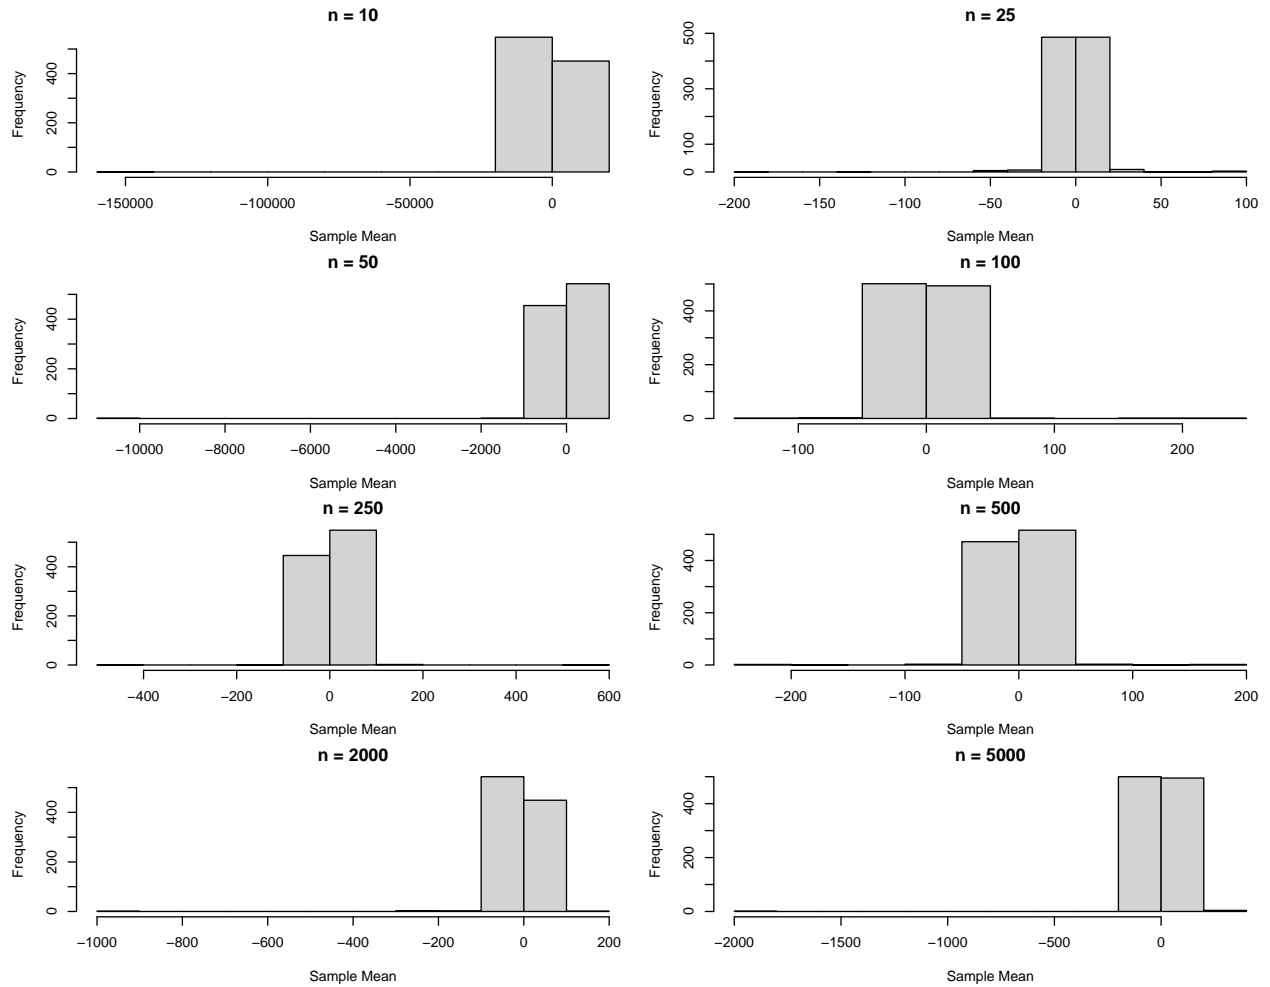 n = 10
Frequency
0 200 400
−150000 −100000 −50000 0
Sample Mean
n = 25
Frequency
0 100 300 500
−200 −150 −100 −50 0 50 100
Sample Mean
n = 50
Frequency
0 200 400
−10000 −8000 −6000 −4000 −2000 0
Sample Mean
n = 100
Frequency
0 200 400
−100 0 100 200
Sample Mean
n = 250
Frequency
0 200 400
−400 −200 0 200 400 600
Sample Mean
n = 500
Frequency
0 200 400
−200 −100 0 100 200
Sample Mean
n = 2000
Frequency
0 200 400
−1000 −800 −600 −400 −200 0 200
Sample Mean
n = 5000
Frequency
0 200 400
−2000 −1500 −1000 −500 0
Sample Mean